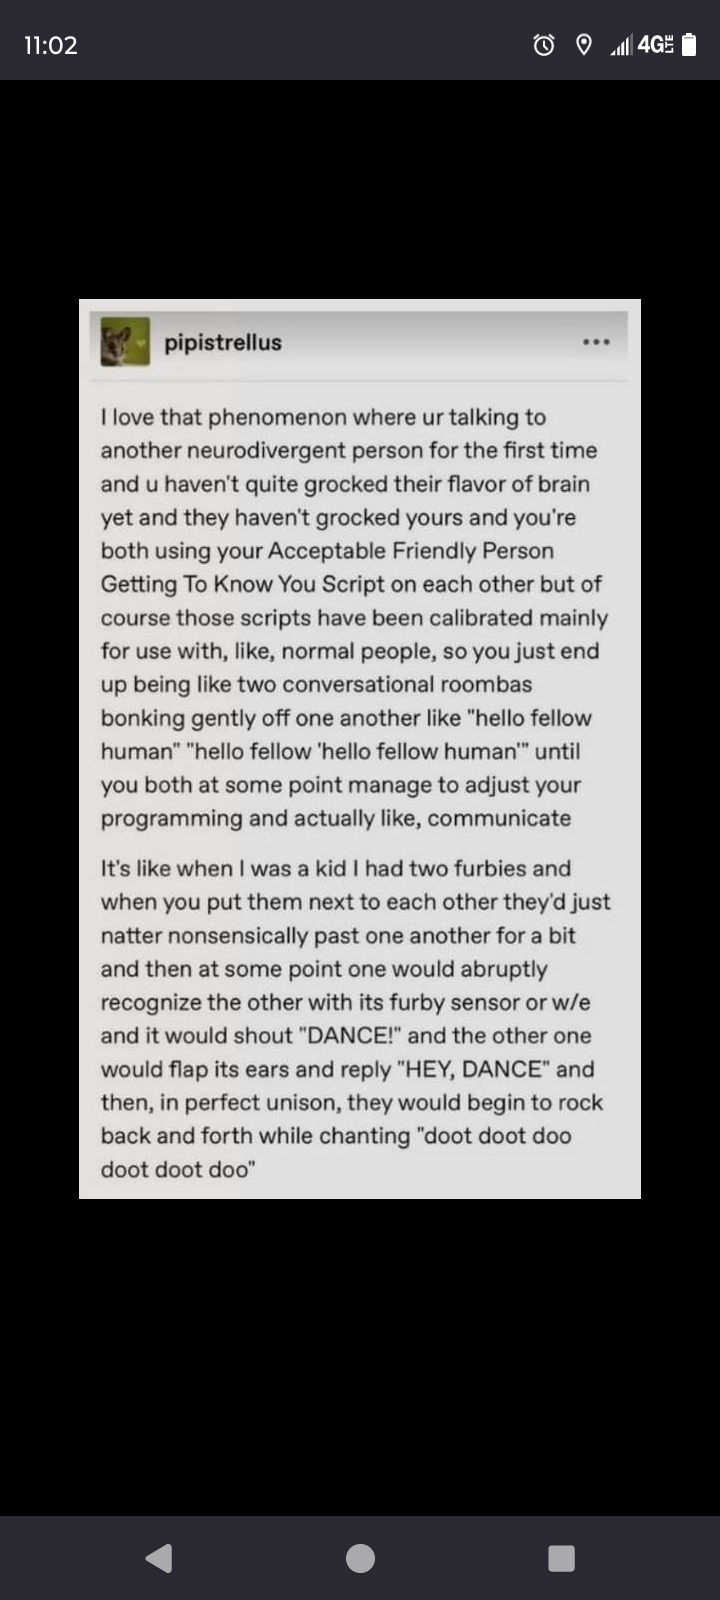 11:02
4G LTE
pipistrellus
I love that phenomenon where ur talking to
another neurodivergent person for the first time
and u haven't quite grocked their flavor of brain
yet and they haven't grocked yours and you're
both using your Acceptable Friendly Person
Getting To Know You Script on each other but of
course those scripts have been calibrated mainly
for use with, like, normal people, so you just end
up being like two conversational roombas
bonking gently off one another like "hello fellow
human" "hello fellow 'hello fellow human'" until
you both at some point manage to adjust your
programming and actually like, communicate
It's like when I was a kid I had two furbies and
when you put them next to each other they'd just
natter nonsensically past one another for a bit
and then at some point one would abruptly
recognize the other with its furby sensor or w/e
and it would shout "DANCE!" and the other one
would flap its ears and reply "HEY, DANCE" and
then, in perfect unison, they would begin to rock
back and forth while chanting "doot doot doo
doot doot doo"